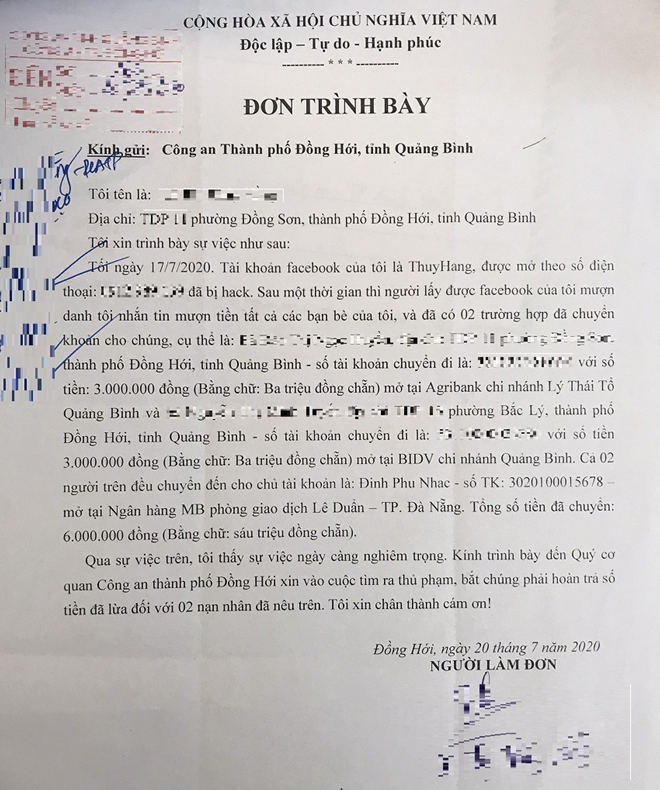 CỘNG HÒA XÃ HỘI CHỦ NGHĨA VIỆT NAM
Độc lập – Tự do - Hạnh phúc
---------- * * * ----------
ĐƠN TRÌNH BÀY
Kính gửi: Công an Thành phố Đồng Hới, tỉnh Quảng Bình
Tôi tên là:
Địa chỉ: TDP 11 phường Đồng Sơn, thành phố Đồng Hới, tỉnh Quảng Bình
Tôi xin trình bày sự việc như sau:
Tối ngày 17/7/2020. Tài khoản facebook của tôi là ThuyHang, được mở theo số điện
thoại: đã bị hack. Sau một thời gian thì người lấy được facebook của tôi mượn
danh tôi nhắn tin mượn tiền tất cả các bạn bè của tôi, và đã có 02 trường hợp đã chuyển
khoản cho chúng, cụ thể là: phường Đồng Sơn,
thành phố Đồng Hới, tỉnh Quảng Bình - số tài khoản chuyển đi là: với số
tiền: 3.000.000 đồng (Bằng chữ: Ba triệu đồng chẵn) mở tại Agribank chi nhánh Lý Thái Tổ
Quảng Bình và phường Bắc Lý, thành phố
Đồng Hới, tỉnh Quảng Bình - số tài khoản chuyển đi là: với số tiền
3.000.000 đồng (Bằng chữ: Ba triệu đồng chẵn) mở tại BIDV chi nhánh Quảng Bình. Cả 02
người trên đều chuyển đến cho chủ tài khoản là: Đinh Phu Nhac - số TK: 3020100015678 –
mở tại Ngân hàng MB phòng giao dịch Lê Duẩn – TP. Đà Nẵng. Tổng số tiền đã chuyển:
6.000.000 đồng (Bằng chữ: sáu triệu đồng chẵn).
Qua sự việc trên, tôi thấy sự việc ngày càng nghiêm trọng. Kính trình bày đến Quý cơ
quan Công an thành phố Đồng Hới xin vào cuộc tìm ra thủ phạm, bắt chúng phải hoàn trả số
tiền đã lừa đối với 02 nạn nhân đã nêu trên. Tôi xin chân thành cám ơn!
Đồng Hới, ngày 20 tháng 7 năm 2020
NGƯỜI LÀM ĐƠN